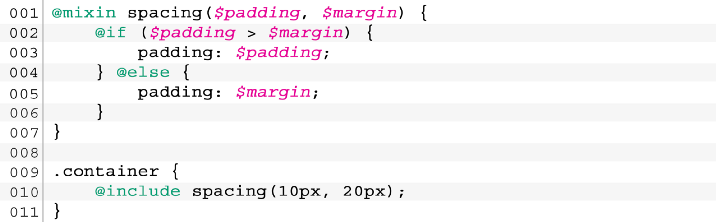 001 @mixin spacing($padding, $margin) {
002     @if ($padding > $margin) {
003         padding: $padding;
004     } @else {
005         padding: $margin;
006     }
007 }
008
009 .container {
010     @include spacing(10px, 20px);
011 }